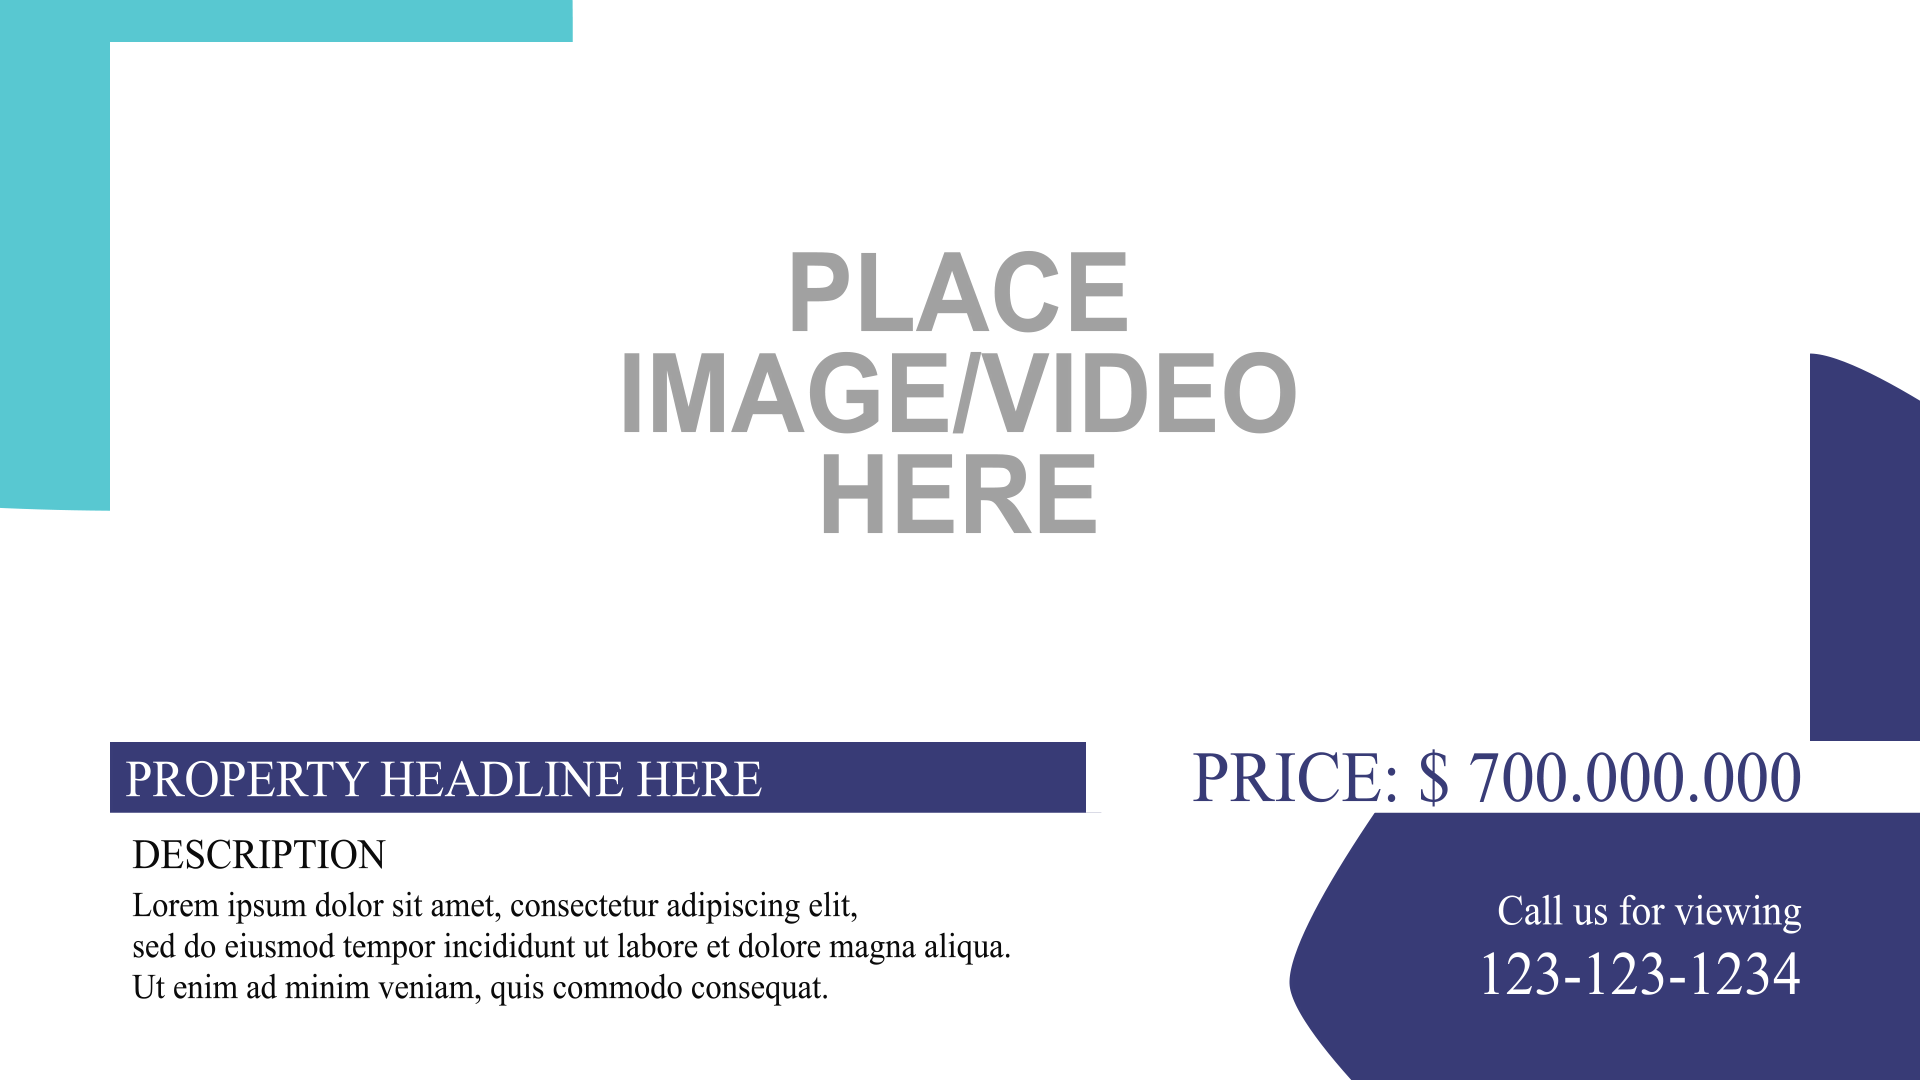 PLACE
IMAGE/VIDEO
HERE
PROPERTY HEADLINE HERE
PRICE: $ 700.000.000
DESCRIPTION
Lorem ipsum dolor sit amet, consectetur adipiscing elit,
sed do eiusmod tempor incididunt ut labore et dolore magna aliqua.
Ut enim ad minim veniam, quis commodo consequat.
Call us for viewing
123-123-1234